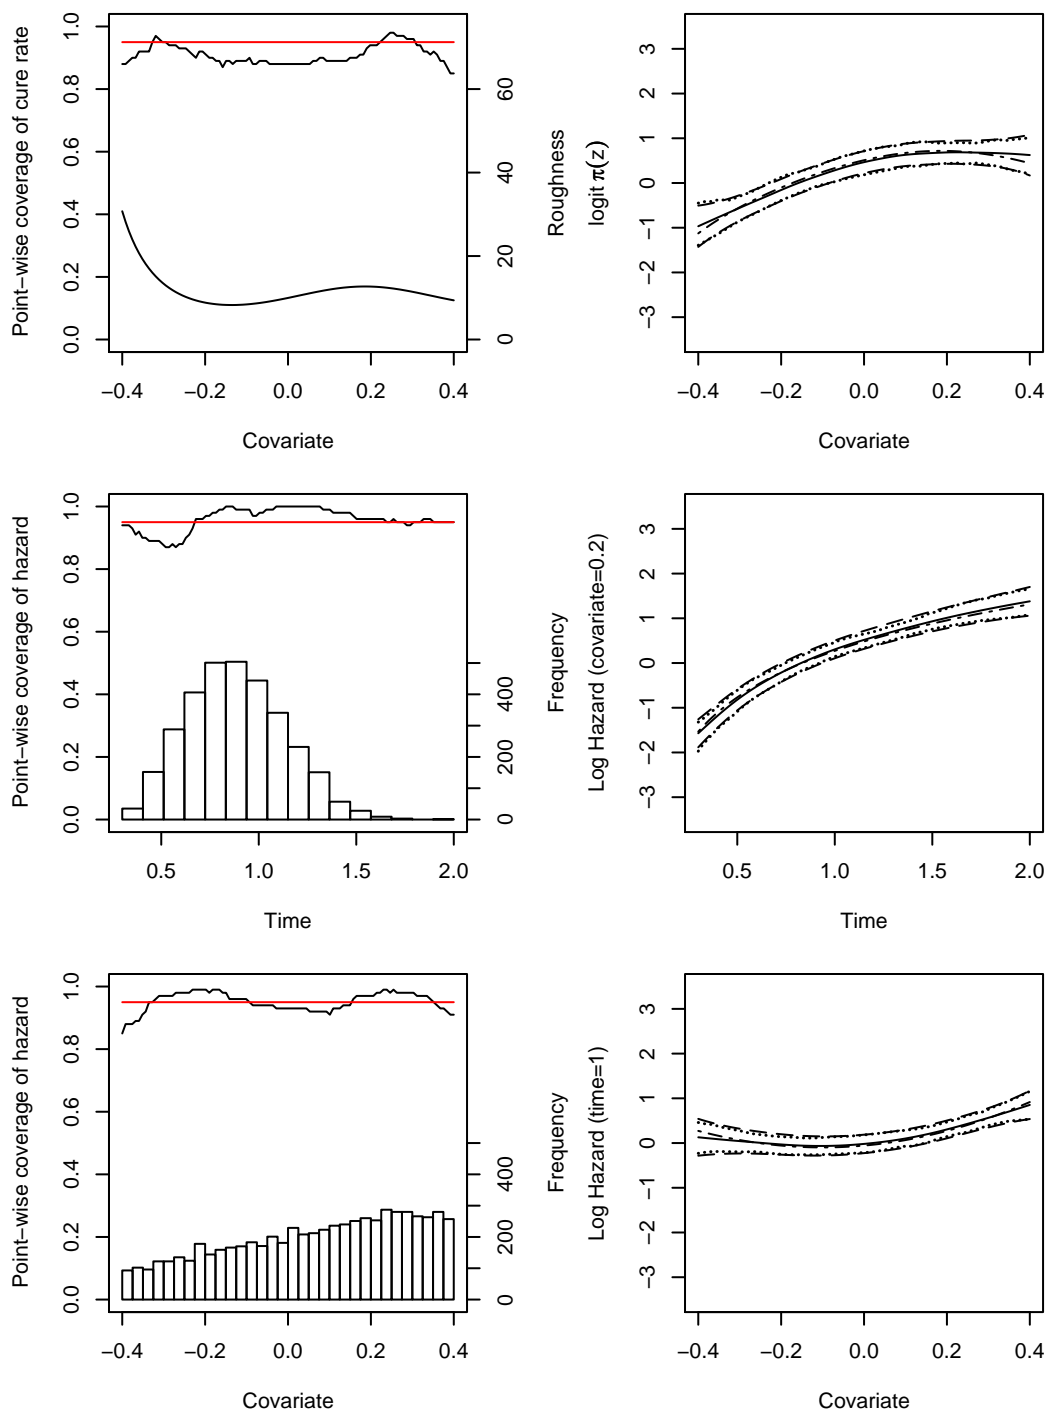 Point−wise coverage of cure rate
0.0 0.2 0.4 0.6 0.8 1.0
0 20 40 60
Roughness
−0.4 −0.2 0.0 0.2 0.4
Covariate
logit π(z)
−3 −2 −1 0 1 2 3
−0.4 −0.2 0.0 0.2 0.4
Covariate
Point−wise coverage of hazard
0.0 0.2 0.4 0.6 0.8 1.0
0 200 400
Frequency
0.5 1.0 1.5 2.0
Time
Log Hazard (covariate=0.2)
−3 −2 −1 0 1 2 3
0.5 1.0 1.5 2.0
Time
Point−wise coverage of hazard
0.0 0.2 0.4 0.6 0.8 1.0
0 200 400
Frequency
−0.4 −0.2 0.0 0.2 0.4
Covariate
Log Hazard (time=1)
−3 −2 −1 0 1 2 3
−0.4 −0.2 0.0 0.2 0.4
Covariate